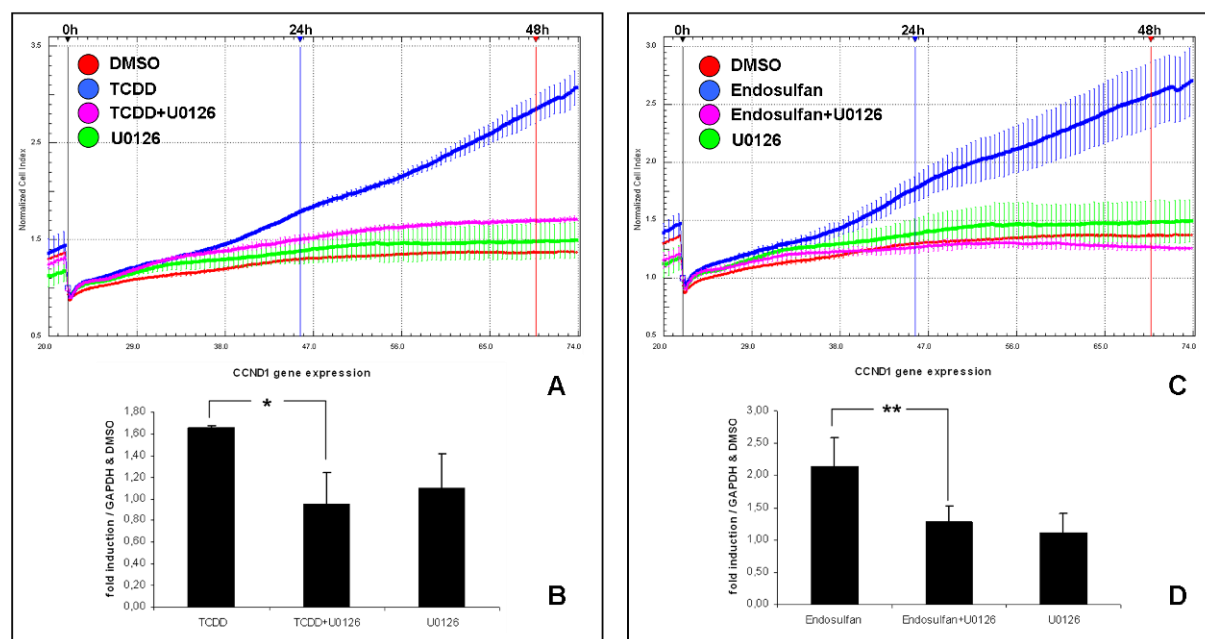 0h 24h 48h
3.5
2.5
1.5
0.5
Normalized Cell Index
DMSO
TCDD
TCDD+U0126
U0126
20.0 29.0 38.0 47.0 56.0 65.0 74.0
A
CCND1 gene expression
fold induction / GAPDH & DMSO
1,80
1,60
1,40
1,20
1,00
0,80
0,60
0,40
0,20
0,00
*
TCDD TCDD+U0126 U0126
B
0h 24h 48h
3.0
2.5
2.0
1.5
1.0
0.5
Normalized Cell Index
DMSO
Endosulfan
Endosulfan+U0126
U0126
20.0 29.0 38.0 47.0 56.0 65.0 74.0
C
CCND1 gene expression
fold induction / GAPDH & DMSO
3,00
2,50
2,00
1,50
1,00
0,50
0,00
**
Endosulfan Endosulfan+U0126 U0126
D